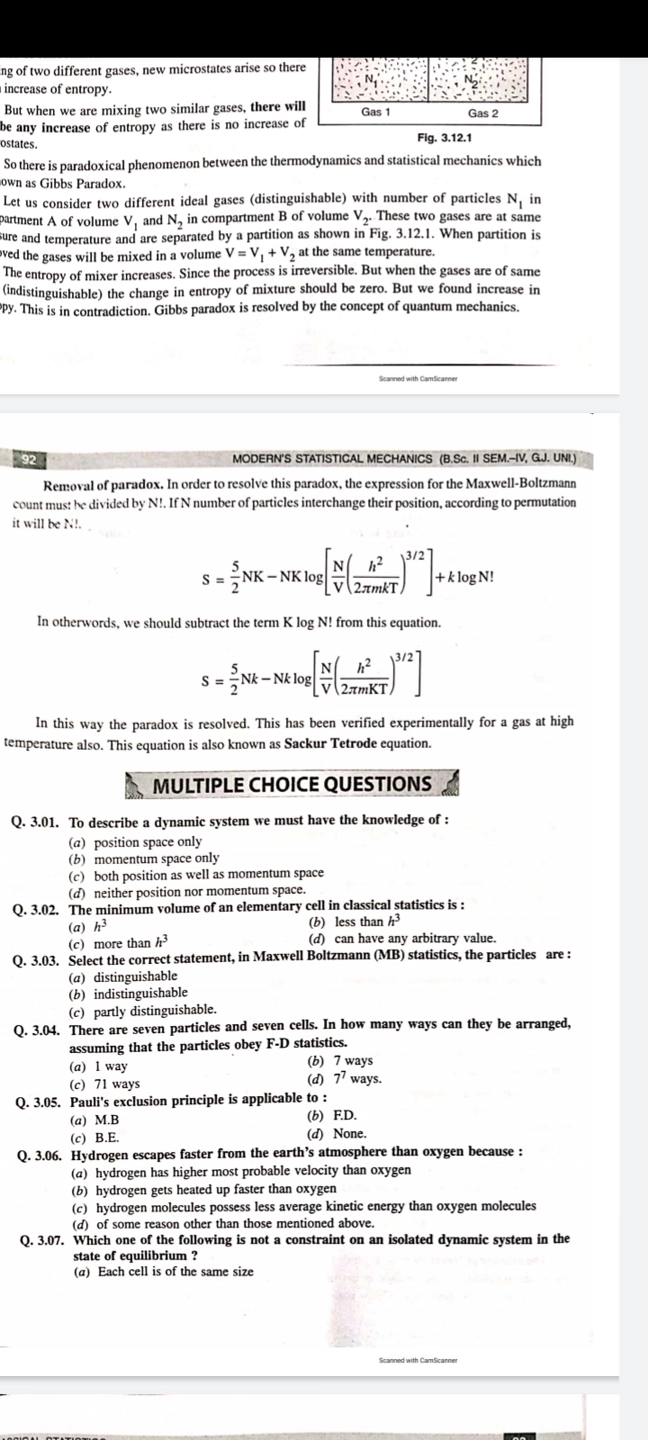 ng of two different gases, new microstates arise so there
increase of entropy.
But when we are mixing two similar gases, there will
be any increase of entropy as there is no increase of
ostates.
N₁
N₂
Gas 1
Gas 2
Fig. 3.12.1
So there is paradoxical phenomenon between the thermodynamics and statistical mechanics which
own as Gibbs Paradox.
Let us consider two different ideal gases (distinguishable) with number of particles N₁ in
partment A of volume V₁ and N₂ in compartment B of volume V₂. These two gases are at same
sure and temperature and are separated by a partition as shown in Fig. 3.12.1. When partition is
oved the gases will be mixed in a volume V = V₁ + V₂ at the same temperature.
The entropy of mixer increases. Since the process is irreversible. But when the gases are of same
(indistinguishable) the change in entropy of mixture should be zero. But we found increase in
opy. This is in contradiction. Gibbs paradox is resolved by the concept of quantum mechanics.
Scanned with CamScanner
92
MODERN'S STATISTICAL MECHANICS (B.Sc. II SEM.–IV, G.J. UNI.)
Removal of paradox. In order to resolve this paradox, the expression for the Maxwell-Boltzmann
count must be divided by N!. If N number of particles interchange their position, according to permutation
it will be N!.
S = 5/2 NK – NK log [N/V (h²/2πmkT)^3/2] + k log N!
In otherwords, we should subtract the term K log N! from this equation.
S = 5/2 Nk – Nk log [N/V (h²/2πmKT)^3/2]
In this way the paradox is resolved. This has been verified experimentally for a gas at high
temperature also. This equation is also known as Sackur Tetrode equation.
MULTIPLE CHOICE QUESTIONS
Q. 3.01. To describe a dynamic system we must have the knowledge of :
(a) position space only
(b) momentum space only
(c) both position as well as momentum space
(d) neither position nor momentum space.
Q. 3.02. The minimum volume of an elementary cell in classical statistics is :
(a) h³ (b) less than h³
(c) more than h³ (d) can have any arbitrary value.
Q. 3.03. Select the correct statement, in Maxwell Boltzmann (MB) statistics, the particles are :
(a) distinguishable
(b) indistinguishable
(c) partly distinguishable.
Q. 3.04. There are seven particles and seven cells. In how many ways can they be arranged,
assuming that the particles obey F-D statistics.
(a) 1 way (b) 7 ways
(c) 71 ways (d) 7⁷ ways.
Q. 3.05. Pauli's exclusion principle is applicable to :
(a) M.B (b) F.D.
(c) B.E. (d) None.
Q. 3.06. Hydrogen escapes faster from the earth's atmosphere than oxygen because :
(a) hydrogen has higher most probable velocity than oxygen
(b) hydrogen gets heated up faster than oxygen
(c) hydrogen molecules possess less average kinetic energy than oxygen molecules
(d) of some reason other than those mentioned above.
Q. 3.07. Which one of the following is not a constraint on an isolated dynamic system in the
state of equilibrium ?
(a) Each cell is of the same size
Scanned with CamScanner